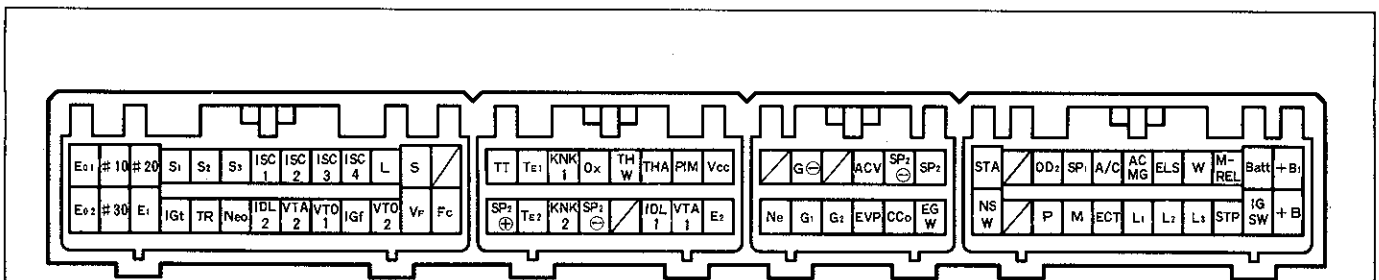 E01 #10 #20 S1 S2 S3 ISC 1 ISC 2 ISC 3 ISC 4 L S
E02 #30 E1 IGt TR Neo IDL 2 VTA 2 VTO 1 IGf VTO 2 VF Fc
TT TE1 KNK 1 Ox TH W THA PIM Vcc
SP2 ⊕ TE2 KNK 2 SP2 ⊖ IDL 1 VTA 1 E2
G⊖ ACV SP2 ⊖ SP2
Ne G1 G2 EVP CCo EG W
STA OD2 SP1 A/C AC MG ELS W M-REL Batt +B1
NS W P M ECT L1 L2 L3 STP IG SW +B